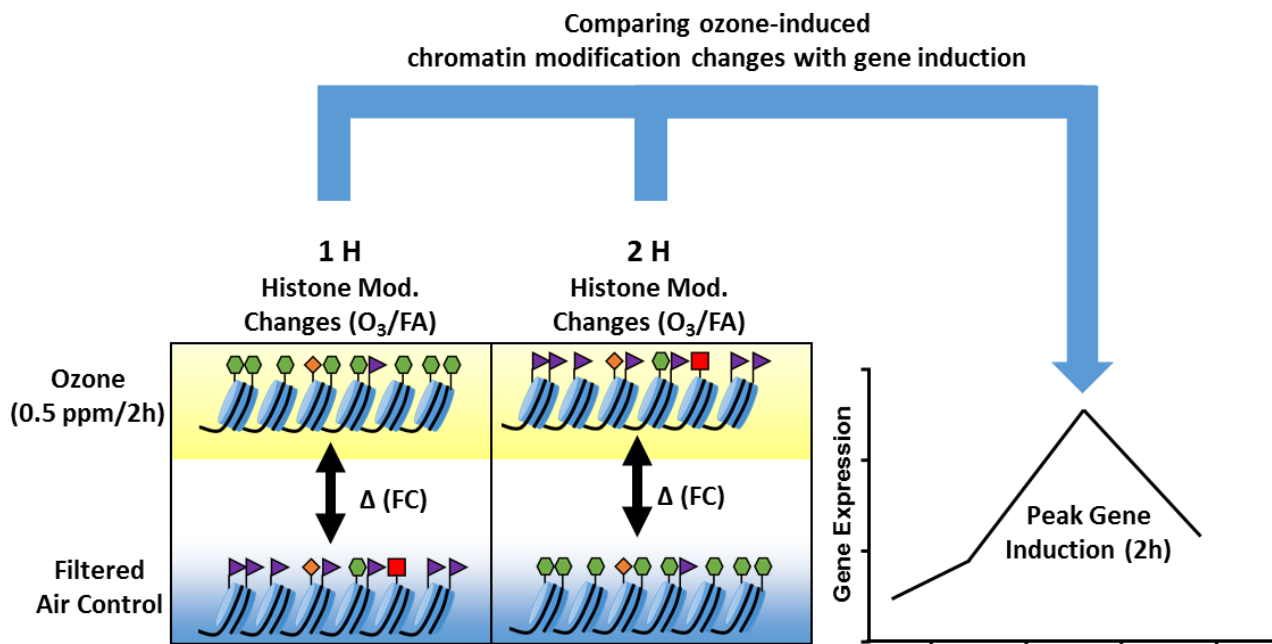 Comparing ozone-induced
chromatin modification changes with gene induction
1 H
Histone Mod.
Changes (O₃/FA)
2 H
Histone Mod.
Changes (O₃/FA)
Ozone
(0.5 ppm/2h)
Δ (FC)
Δ (FC)
Filtered
Air Control
Gene Expression
Peak Gene
Induction (2h)